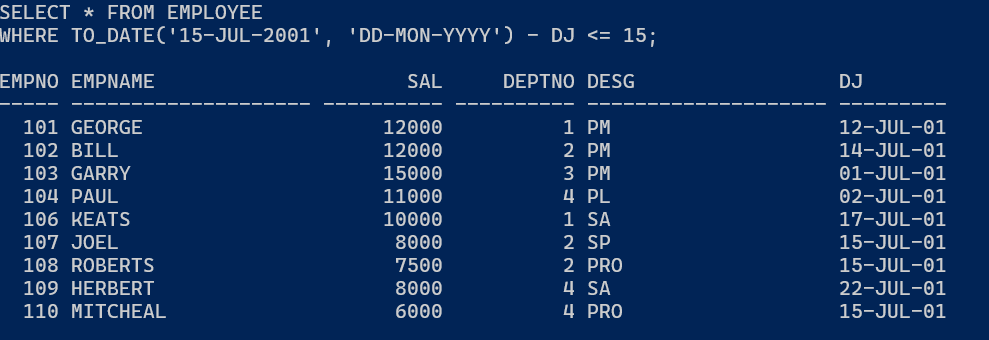 SELECT * FROM EMPLOYEE
WHERE TO_DATE('15-JUL-2001', 'DD-MON-YYYY') - DJ <= 15;
EMPNO EMPNAME                     SAL     DEPTNO DESG                 DJ
----- -------------------- ---------- ---------- -------------------- ---------
  101 GEORGE                    12000          1 PM                   12-JUL-01
  102 BILL                      12000          2 PM                   14-JUL-01
  103 GARRY                     15000          3 PM                   01-JUL-01
  104 PAUL                      11000          4 PL                   02-JUL-01
  106 KEATS                     10000          1 SA                   17-JUL-01
  107 JOEL                       8000          2 SP                   15-JUL-01
  108 ROBERTS                    7500          2 PRO                  15-JUL-01
  109 HERBERT                    8000          4 SA                   22-JUL-01
  110 MITCHEAL                   6000          4 PRO                  15-JUL-01